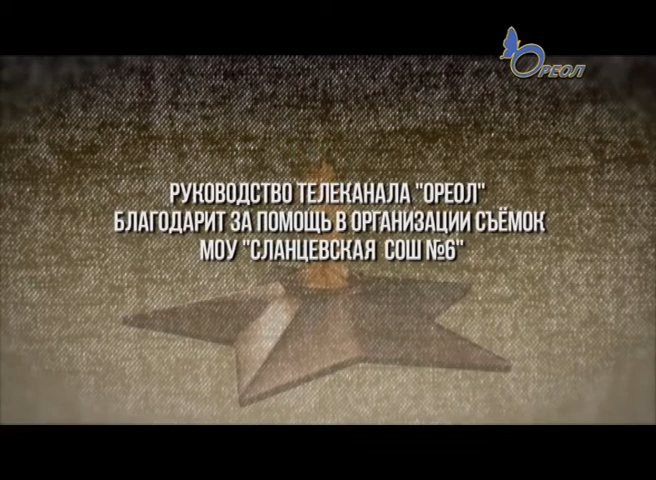 Ореол
РУКОВОДСТВО ТЕЛЕКАНАЛА "ОРЕОЛ"
БЛАГОДАРИТ ЗА ПОМОЩЬ В ОРГАНИЗАЦИИ СЪЁМОК
МОУ "СЛАНЦЕВСКАЯ СОШ №6"